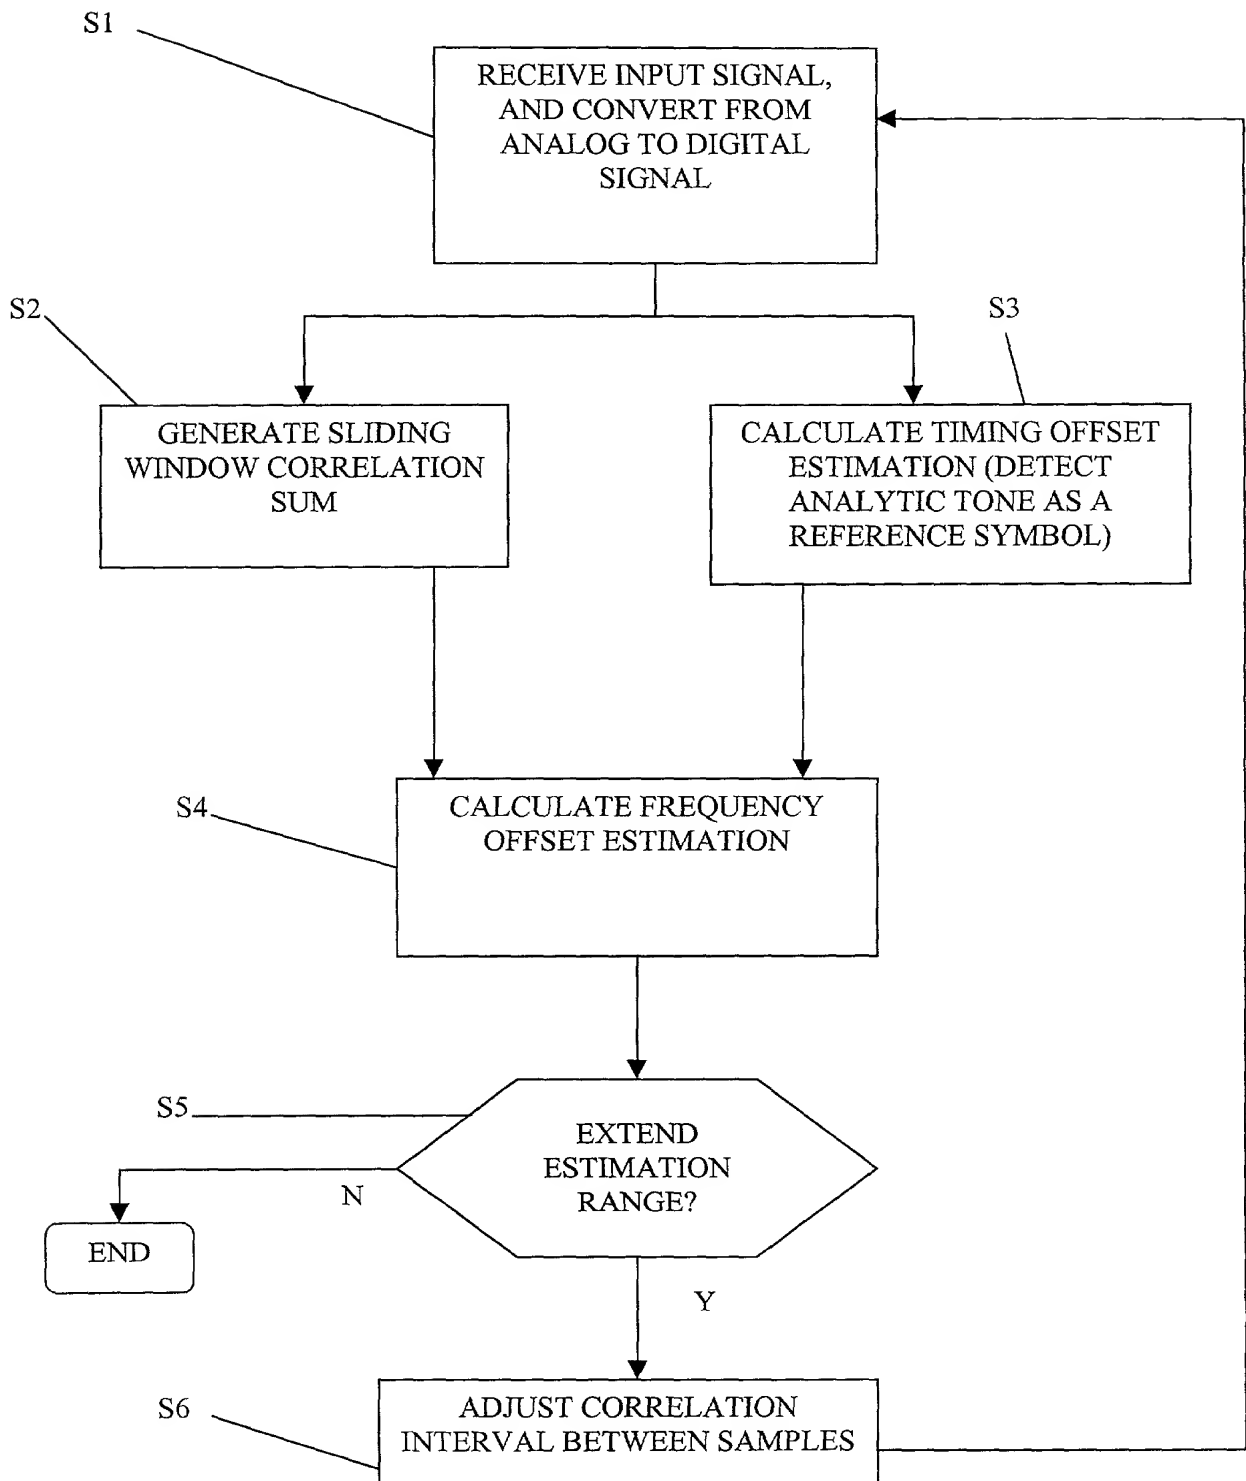 S1
RECEIVE INPUT SIGNAL,
AND CONVERT FROM
ANALOG TO DIGITAL
SIGNAL
S2
S3
GENERATE SLIDING
WINDOW CORRELATION
SUM
CALCULATE TIMING OFFSET
ESTIMATION (DETECT
ANALYTIC TONE AS A
REFERENCE SYMBOL)
S4
CALCULATE FREQUENCY
OFFSET ESTIMATION
S5
EXTEND
ESTIMATION
RANGE?
N
END
Y
S6
ADJUST CORRELATION
INTERVAL BETWEEN SAMPLES